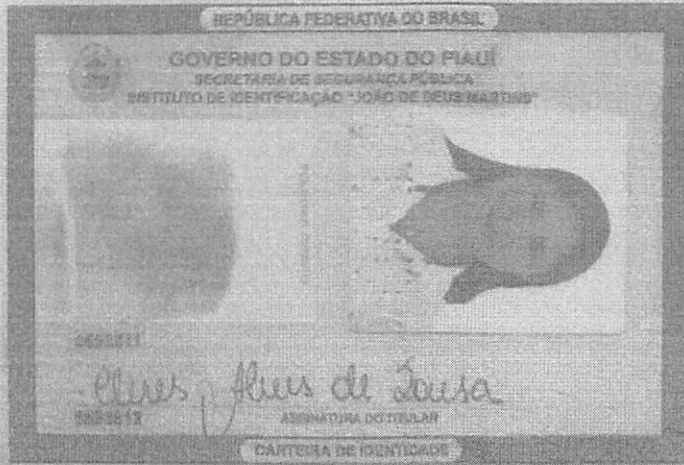 REPÚBLICA FEDERATIVA DO BRASIL
GOVERNO DO ESTADO DO PIAUÍ
SECRETARIA DE SEGURANÇA PÚBLICA
INSTITUTO DE IDENTIFICAÇÃO "JOÃO DE DEUS MARTINS"
Alves de Sousa
ASSINATURA DO TITULAR
CARTEIRA DE IDENTIDADE